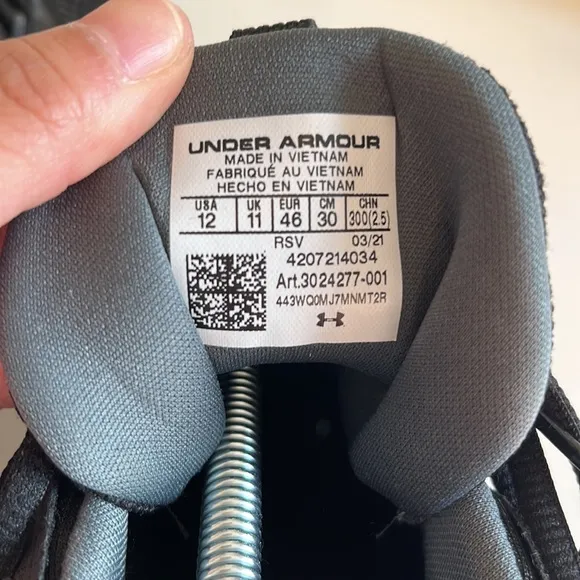 UNDER ARMOUR
MADE IN VIETNAM
FABRIQUÉ AU VIETNAM
HECHO EN VIETNAM
USA UK EUR CM CHN
12 11 46 30 300(2.5)
RSV 03/21
4207214034
Art.3024277-001
443WQ0MJ7MNMT2R